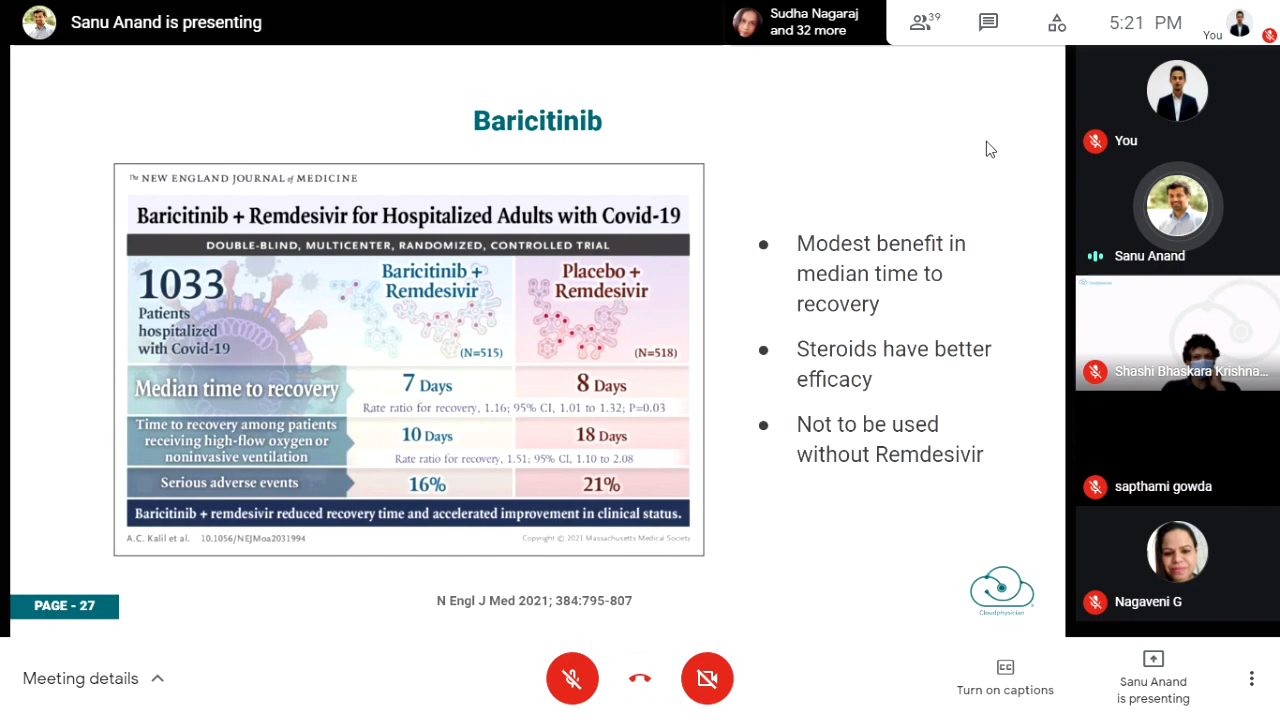 Sanu Anand is presenting
Sudha Nagaraj
and 32 more
39
5:21 PM
You
Baricitinib
The NEW ENGLAND JOURNAL of MEDICINE
Baricitinib + Remdesivir for Hospitalized Adults with Covid-19
DOUBLE-BLIND, MULTICENTER, RANDOMIZED, CONTROLLED TRIAL
1033
Patients
hospitalized
with Covid-19
Baricitinib +
Remdesivir
(N=515)
Placebo +
Remdesivir
(N=518)
Median time to recovery
7 Days
8 Days
Rate ratio for recovery, 1.16; 95% CI, 1.01 to 1.32; P=0.03
Time to recovery among patients
receiving high-flow oxygen or
noninvasive ventilation
10 Days
18 Days
Rate ratio for recovery, 1.51; 95% CI, 1.10 to 2.08
Serious adverse events
16%
21%
Baricitinib + remdesivir reduced recovery time and accelerated improvement in clinical status.
A.C. Kalil et al. 10.1056/NEJMoa2031994
Copyright © 2021 Massachusetts Medical Society
● Modest benefit in
median time to
recovery
● Steroids have better
efficacy
● Not to be used
without Remdesivir
PAGE - 27
N Engl J Med 2021; 384:795-807
Cloudphysician
You
Sanu Anand
Shashi Bhaskara Krishna...
sapthami gowda
Nagaveni G
Meeting details
CC
Turn on captions
Sanu Anand
is presenting